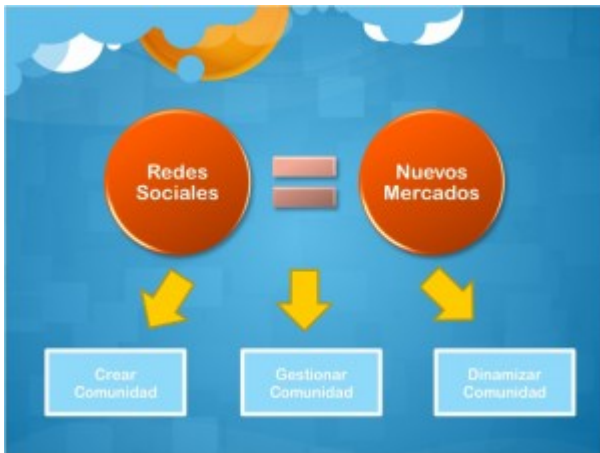 Redes
Sociales
Nuevos
Mercados
Crear
Comunidad
Gestionar
Comunidad
Dinamizar
Comunidad